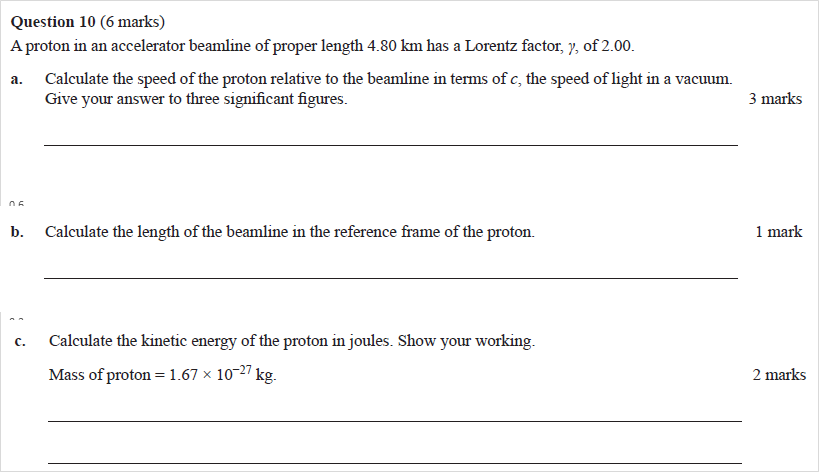 Question 10 (6 marks)
A proton in an accelerator beamline of proper length 4.80 km has a Lorentz factor, γ, of 2.00.
a. Calculate the speed of the proton relative to the beamline in terms of c, the speed of light in a vacuum.
Give your answer to three significant figures. 3 marks
b. Calculate the length of the beamline in the reference frame of the proton. 1 mark
c. Calculate the kinetic energy of the proton in joules. Show your working.
Mass of proton = 1.67 × 10⁻²⁷ kg. 2 marks